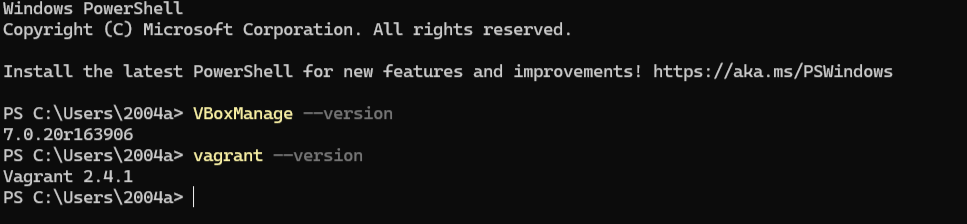 Windows PowerShell
Copyright (C) Microsoft Corporation. All rights reserved.
Install the latest PowerShell for new features and improvements! https://aka.ms/PSWindows
PS C:\Users\2004a> VBoxManage --version
7.0.20r163906
PS C:\Users\2004a> vagrant --version
Vagrant 2.4.1
PS C:\Users\2004a>